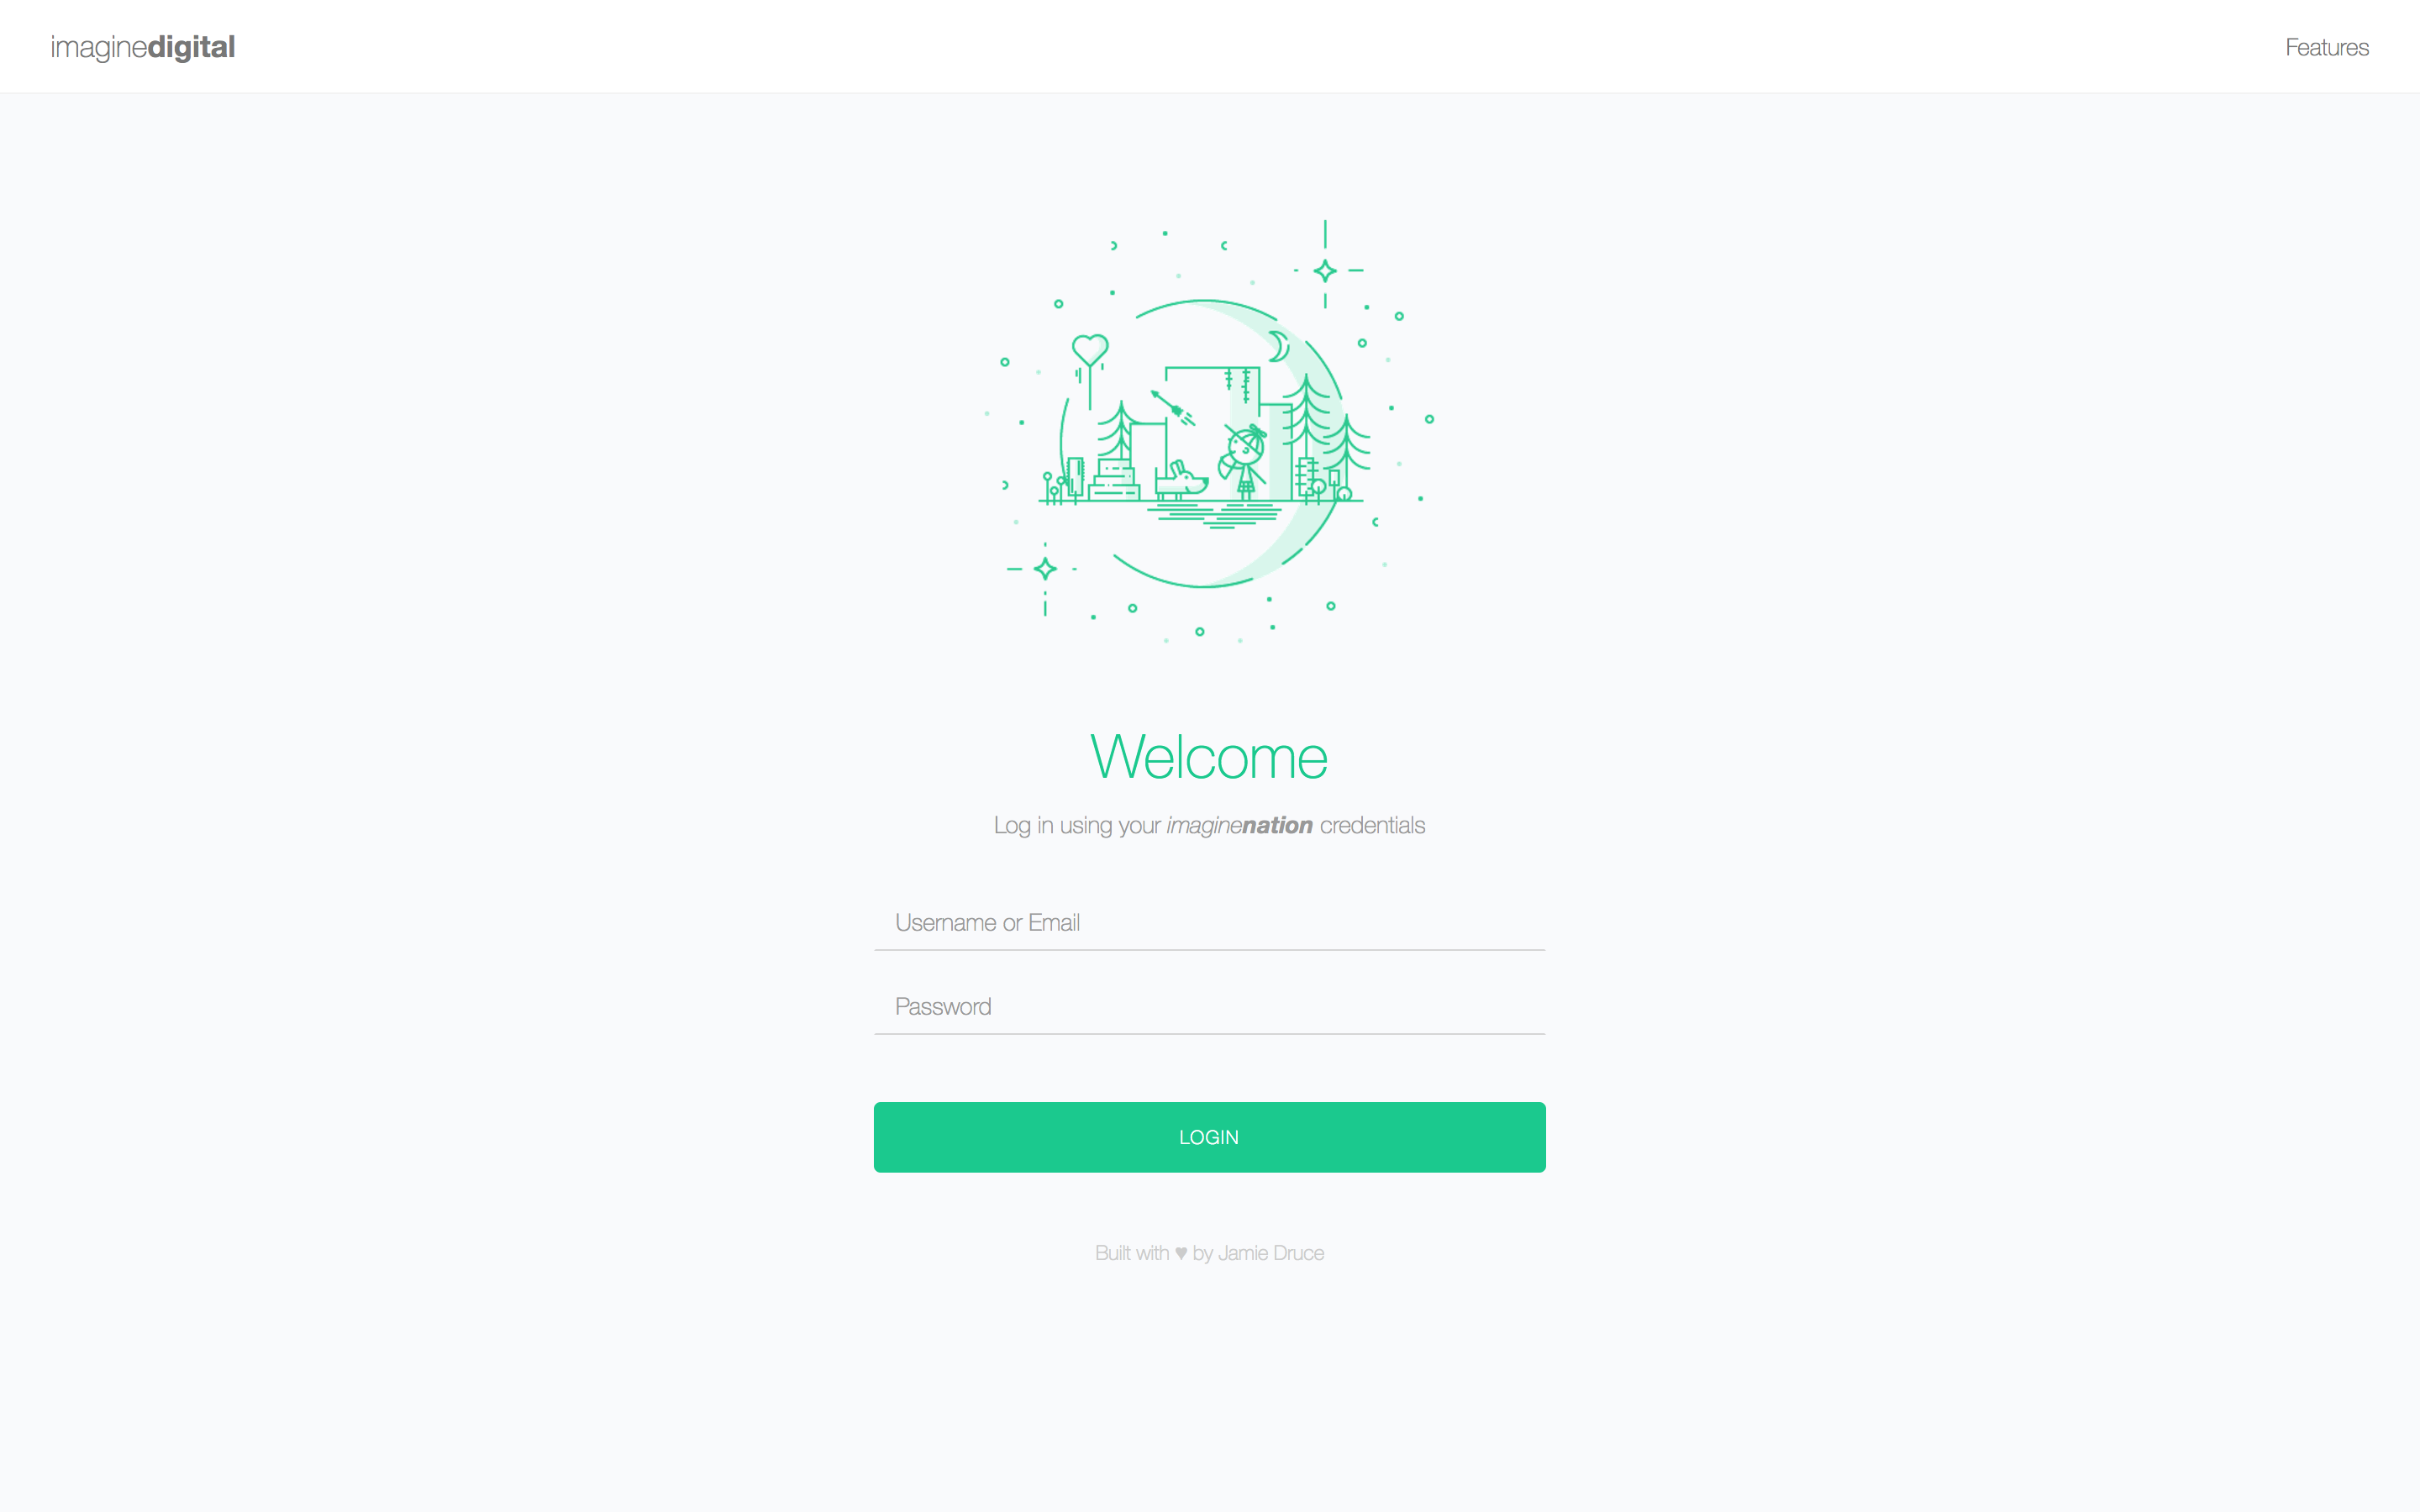 imaginedigital
Features
Welcome
Log in using your imaginenation credentials
Username or Email
Password
LOGIN
Built with ♥ by Jamie Druce